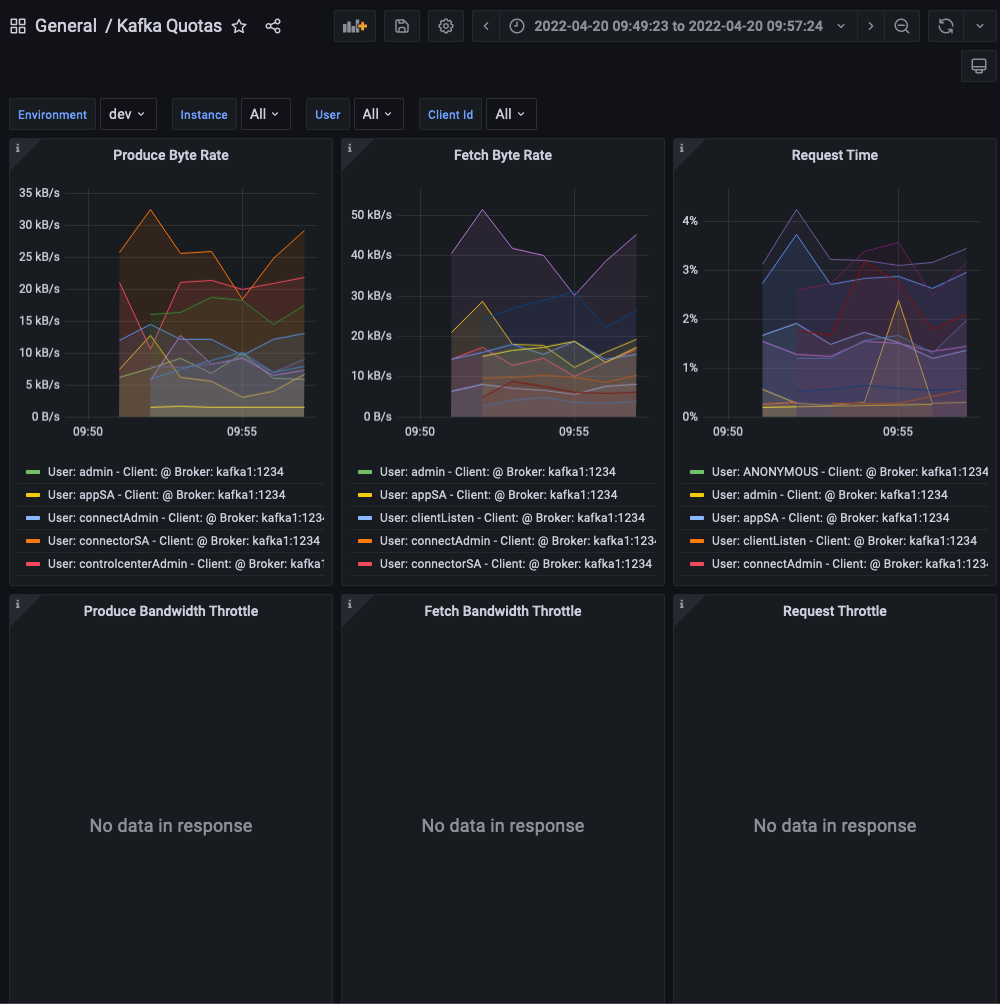 General / Kafka Quotas
2022-04-20 09:49:23 to 2022-04-20 09:57:24
Environment dev Instance All User All Client Id All
Produce Byte Rate
35 kB/s
30 kB/s
25 kB/s
20 kB/s
15 kB/s
10 kB/s
5 kB/s
0 B/s
09:50 09:55
User: admin - Client: @ Broker: kafka1:1234
User: appSA - Client: @ Broker: kafka1:1234
User: connectAdmin - Client: @ Broker: kafka1:1234
User: connectorSA - Client: @ Broker: kafka1:1234
User: controlcenterAdmin - Client: @ Broker: kafka1
Fetch Byte Rate
50 kB/s
40 kB/s
30 kB/s
20 kB/s
10 kB/s
0 B/s
09:50 09:55
User: admin - Client: @ Broker: kafka1:1234
User: appSA - Client: @ Broker: kafka1:1234
User: clientListen - Client: @ Broker: kafka1:1234
User: connectAdmin - Client: @ Broker: kafka1:1234
User: connectorSA - Client: @ Broker: kafka1:1234
Request Time
4%
3%
2%
1%
0%
09:50 09:55
User: ANONYMOUS - Client: @ Broker: kafka1:1234
User: admin - Client: @ Broker: kafka1:1234
User: appSA - Client: @ Broker: kafka1:1234
User: clientListen - Client: @ Broker: kafka1:1234
User: connectAdmin - Client: @ Broker: kafka1:1234
Produce Bandwidth Throttle
No data in response
Fetch Bandwidth Throttle
No data in response
Request Throttle
No data in response